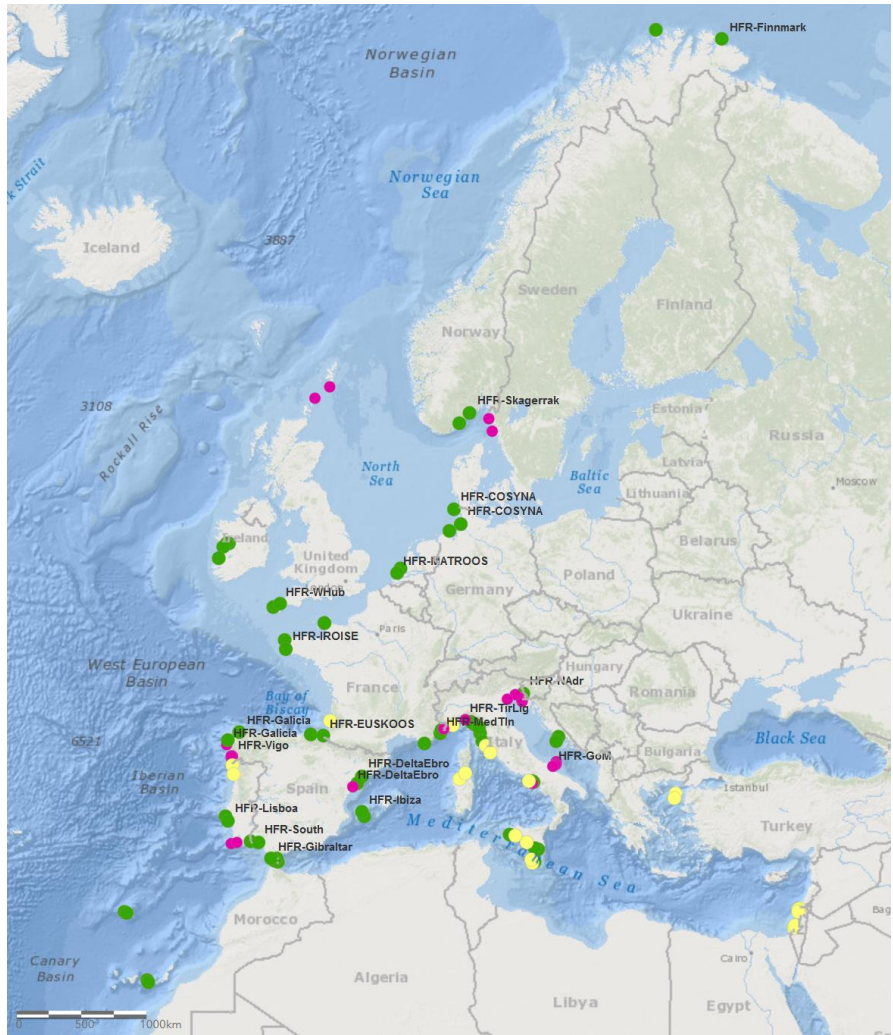 HFR-Finnmark
Norwegian
Basin
Norwegian
Sea
k Strait
Iceland
3887
Sweden
Finland
Norway
3108
Rockall Rise
HFR-Skagerrak
Estonia
Russia
North
Sea
Baltic
Sea
Latvia
Moscow
Lithuania
HFR-COSYNA
HFR-COSYNA
Ireland
United
Kingdom
London
HFR-MATROOS
Belarus
Poland
Germany
HFR-WHub
Ukraine
HFR-IROISE
Paris
West European
Basin
France
Hungary
HFR-NAdr
Romania
Bay of
Biscay
HFR-TirLig
HFR-Galicia
HFR-EUSKOOS
HFR-MedTln
HFR-Galicia
HFR-Vigo
6521
Italy
HFR-GoM
Bulgaria
Black Sea
HFR-DeltaEbro
HFR-DeltaEbro
Iberian
Basin
Spain
Istanbul
HFR-Ibiza
HFR-Lisboa
Turkey
HFR-South
Mediterranean Sea
HFR-Gibraltar
Morocco
Bag
Cairo
Canary
Basin
Algeria
Libya
Egypt
0 500 1000km